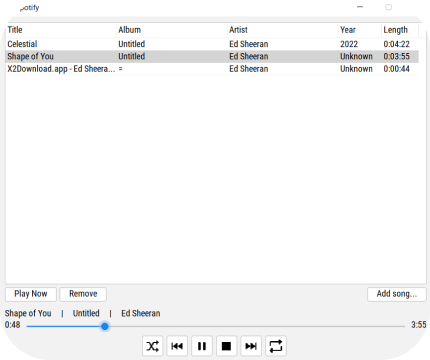 otify
Title Album Artist Year Length
Celestial Untitled Ed Sheeran 2022 0:04:22
Shape of You Untitled Ed Sheeran Unknown 0:03:55
X2Download.app - Ed Sheera... = Ed Sheeran Unknown 0:00:44
Play Now Remove Add song...
Shape of You | Untitled | Ed Sheeran
0:48 3:55